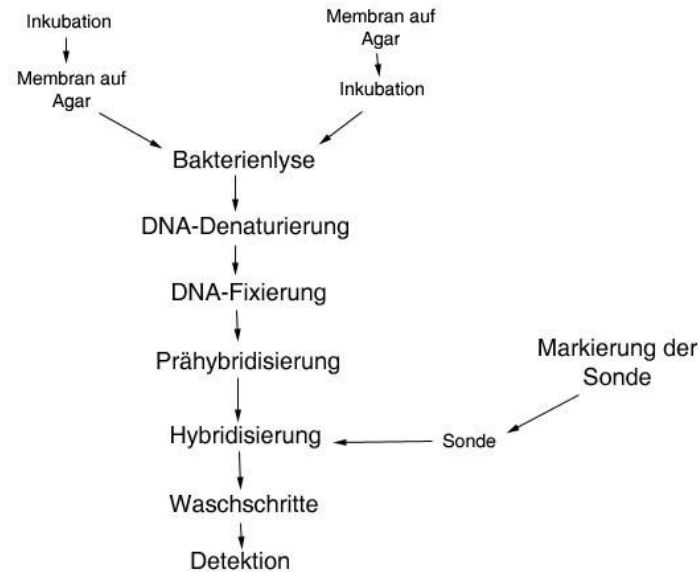 Inkubation
Membran auf
Agar
Membran auf
Agar
Inkubation
Bakterienlyse
DNA-Denaturierung
DNA-Fixierung
Prähybridisierung
Markierung der
Sonde
Hybridisierung
Sonde
Waschschritte
Detektion